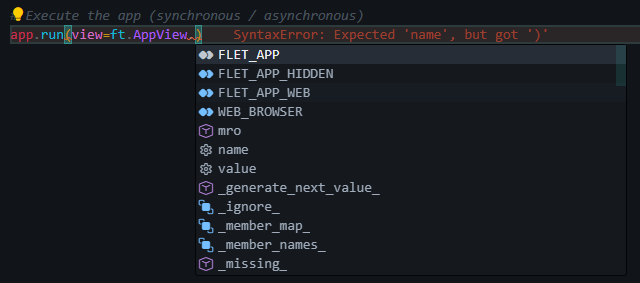 #Execute the app (synchronous / asynchronous)
app.run(view=ft.AppView.) SyntaxError: Expected 'name', but got ')'
FLET_APP
FLET_APP_HIDDEN
FLET_APP_WEB
WEB_BROWSER
mro
name
value
_generate_next_value_
_ignore_
_member_map_
_member_names_
_missing_